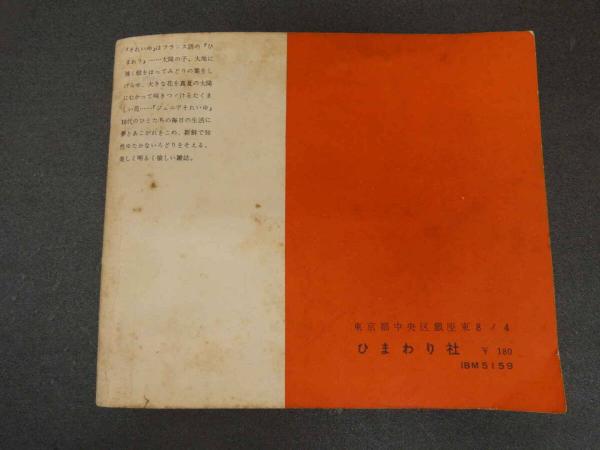 『それいゆ』はフランス語の『ひ
まわり』……太陽の子。大地に
強く根をはってみどりの葉をし
げらせ、大きな花を真夏の太陽
にむかって咲きつゞけるたくま
しい花……『ジュニアそれいゆ』
10代のひとたちの毎日の生活に
夢とあこがれをこめ、新鮮で知
性ゆたかないろどりをそえる、
美しく明るく愉しい雑誌。
東京都中央区銀座東8ノ4
ひまわり社 ￥180
IBM5159